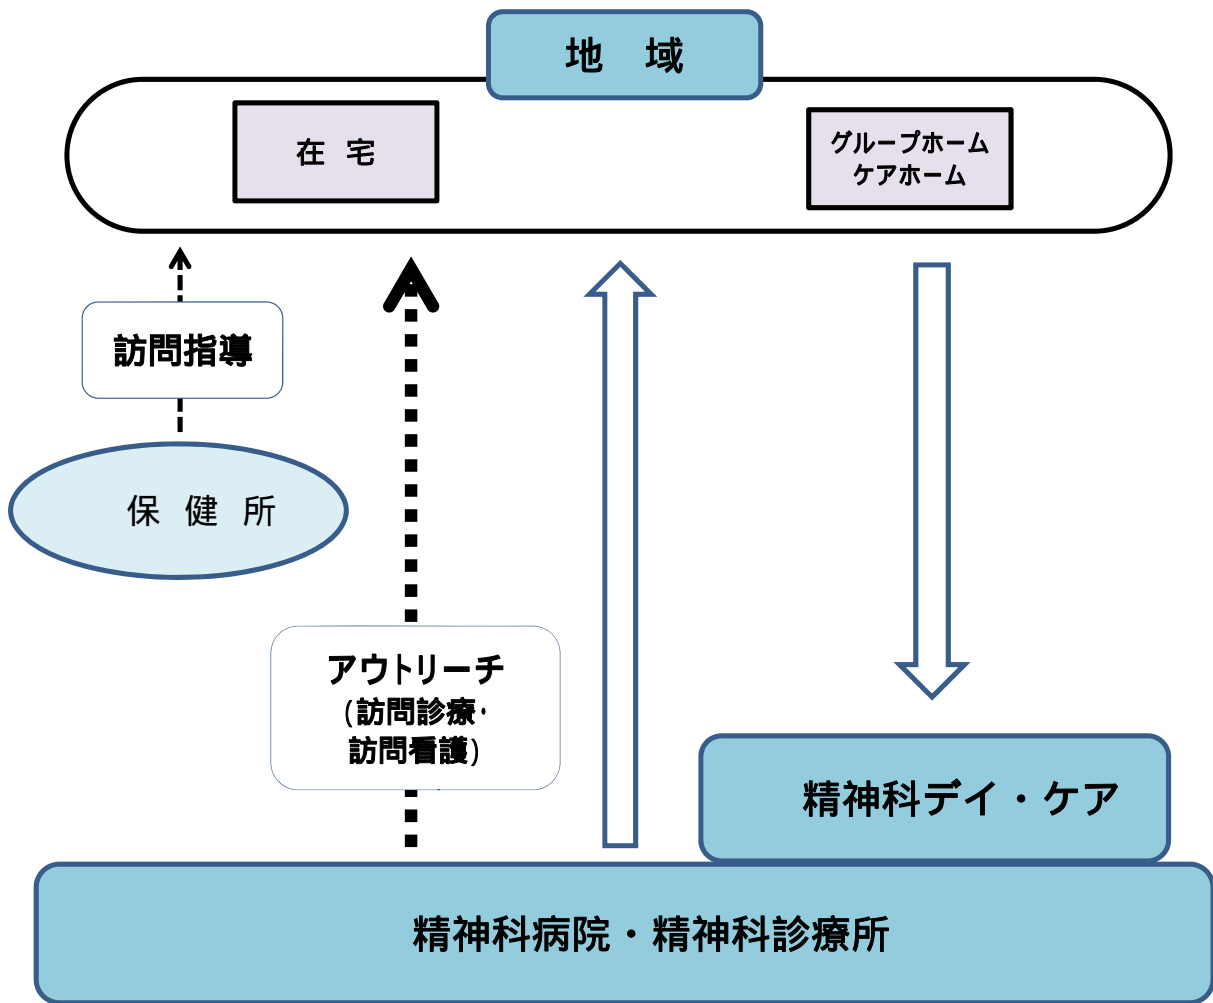 地　域
在 宅
グループホーム
ケアホーム
訪問指導
保 健 所
アウトリーチ
(訪問診療・
訪問看護)
精神科デイ・ケア
精神科病院・精神科診療所